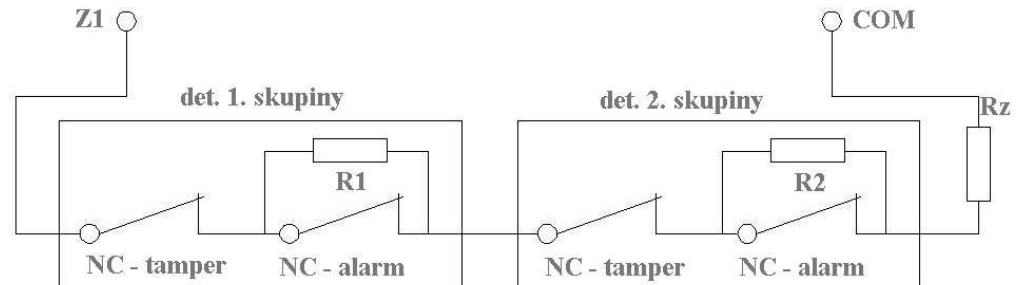 Z1
COM
det. 1. skupiny
det. 2. skupiny
Rz
R1
R2
NC - tamper
NC - alarm
NC - tamper
NC - alarm